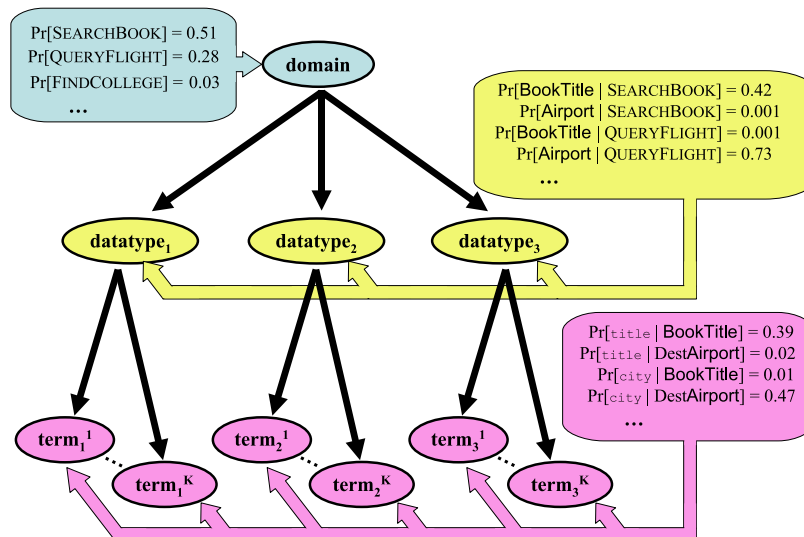 Pr[SEARCHBOOK] = 0.51
Pr[QUERYFLIGHT] = 0.28
Pr[FINDCOLLEGE] = 0.03
...
domain
Pr[BookTitle | SEARCHBOOK] = 0.42
Pr[Airport | SEARCHBOOK] = 0.001
Pr[BookTitle | QUERYFLIGHT] = 0.001
Pr[Airport | QUERYFLIGHT] = 0.73
...
datatype₁
datatype₂
datatype₃
Pr[title | BookTitle] = 0.39
Pr[title | DestAirport] = 0.02
Pr[city | BookTitle] = 0.01
Pr[city | DestAirport] = 0.47
...
term₁¹
term₂¹
term₃¹
term₁ᴷ
term₂ᴷ
term₃ᴷ